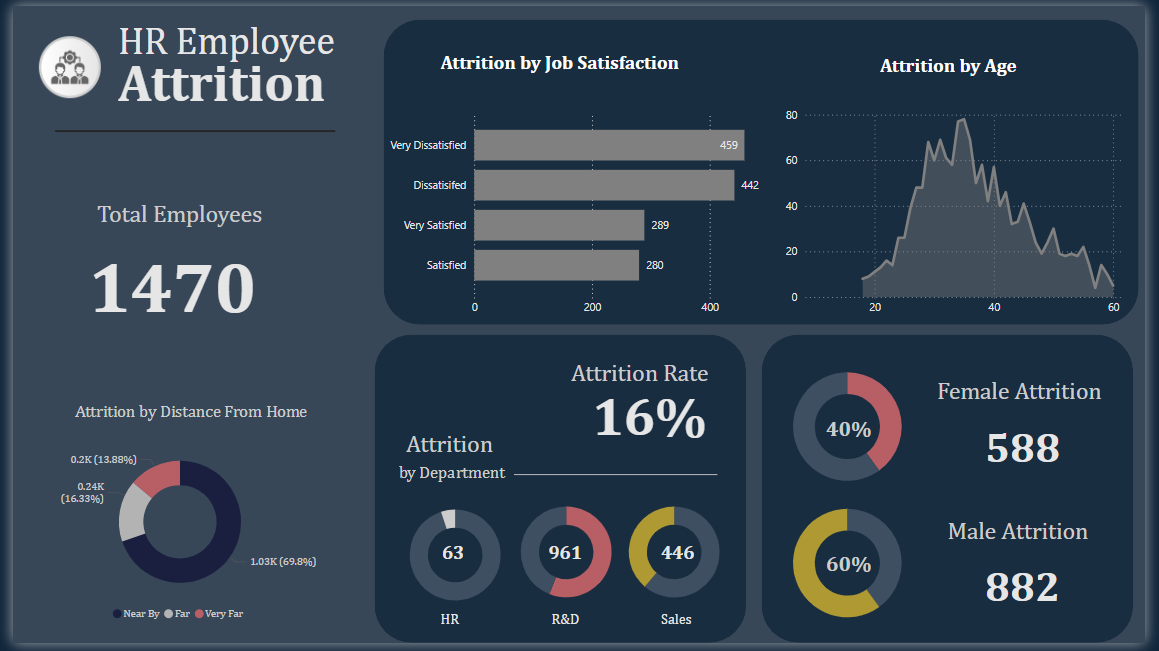 HR Employee
Attrition
Total Employees
1470
Attrition by Distance From Home
0.2K (13.88%)
0.24K
(16.33%)
1.03K (69.8%)
Near By Far Very Far
Attrition by Job Satisfaction
Very Dissatisfied 459
Dissatisifed 442
Very Satisfied 289
Satisfied 280
0 200 400
Attrition by Age
80
60
40
20
0
20 40 60
Attrition Rate
16%
Attrition
by Department
63 961 446
HR R&D Sales
40%
Female Attrition
588
60%
Male Attrition
882